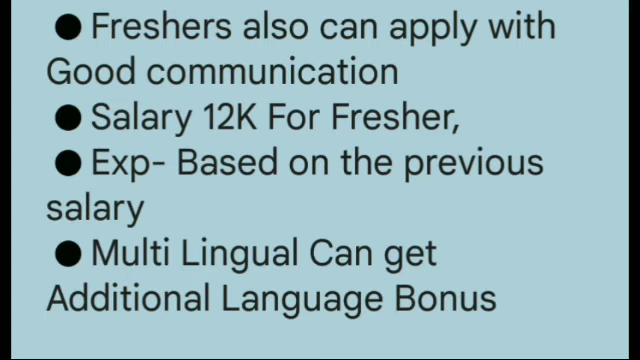 ● Freshers also can apply with
Good communication
● Salary 12K For Fresher,
● Exp- Based on the previous
salary
● Multi Lingual Can get
Additional Language Bonus